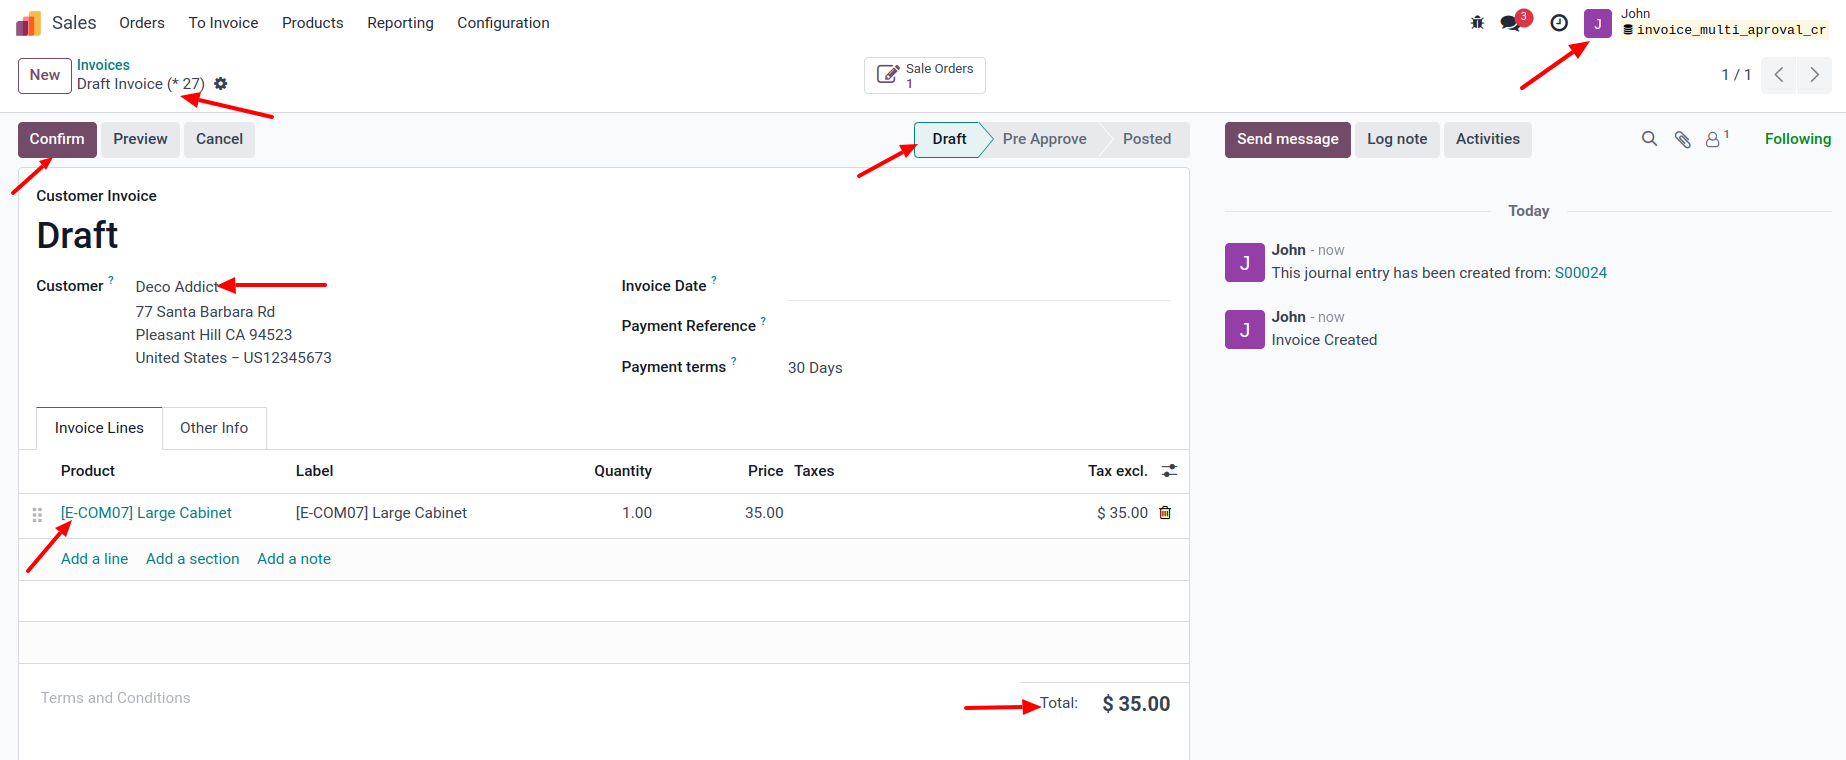 Sales Orders To Invoice Products Reporting Configuration 3 J John
invoice_multi_aproval_cr
New Invoices
Draft Invoice (* 27)
Sale Orders
1
1 / 1
Confirm Preview Cancel Draft Pre Approve Posted
Send message Log note Activities 1 Following
Customer Invoice
Draft
Customer ? Deco Addict
77 Santa Barbara Rd
Pleasant Hill CA 94523
United States – US12345673
Invoice Date ?
Payment Reference ?
Payment terms ? 30 Days
Invoice Lines Other Info
Product Label Quantity Price Taxes Tax excl.
[E-COM07] Large Cabinet [E-COM07] Large Cabinet 1.00 35.00 $ 35.00
Add a line Add a section Add a note
Terms and Conditions
Total: $ 35.00
Today
J John - now
This journal entry has been created from: S00024
J John - now
Invoice Created